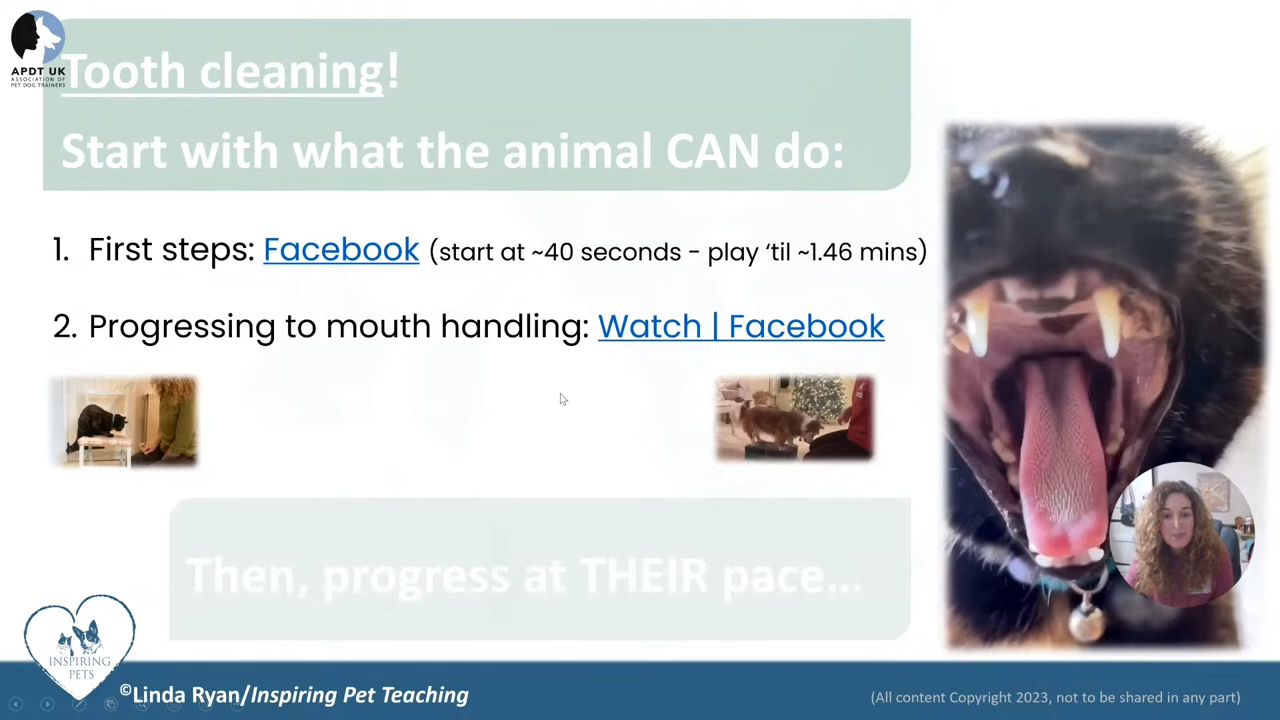 APDT UK
ASSOCIATION OF
PET DOG TRAINERS
Tooth cleaning!
Start with what the animal CAN do:
1. First steps: Facebook (start at ~40 seconds – play ‘til ~1.46 mins)
2. Progressing to mouth handling: Watch | Facebook
Then, progress at THEIR pace...
INSPIRING
PETS
©Linda Ryan/Inspiring Pet Teaching
(All content Copyright 2023, not to be shared in any part)